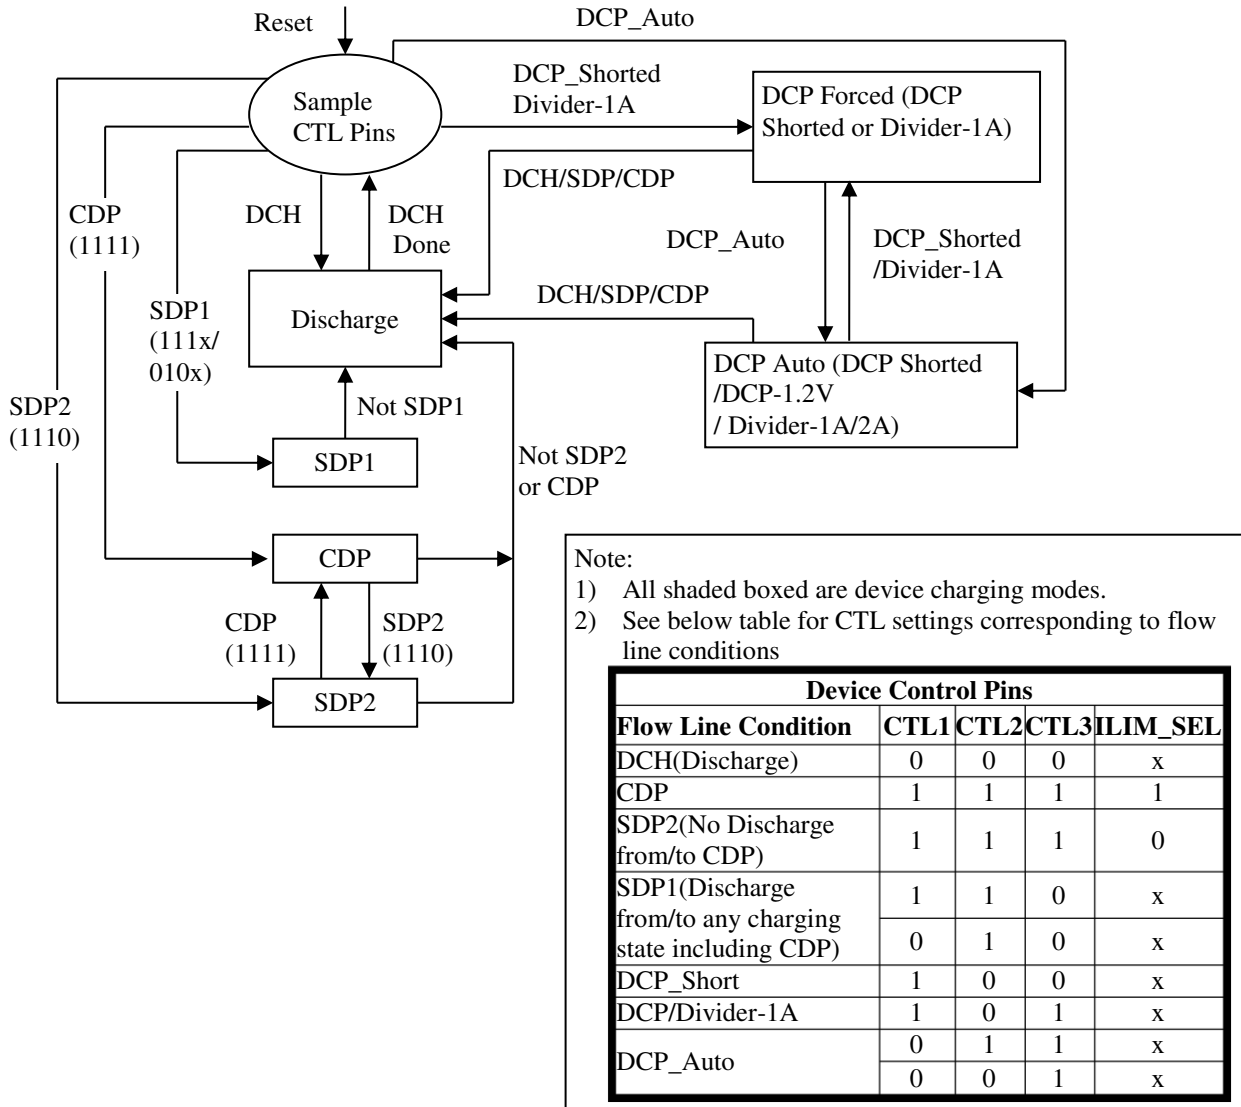 Reset
DCP_Auto
Sample
CTL Pins
DCP_Shorted
Divider-1A
DCP Forced (DCP
Shorted or Divider-1A)
DCH/SDP/CDP
CDP
(1111)
DCH
DCH
Done
DCP_Auto
DCP_Shorted
/Divider-1A
SDP1
(111x/
010x)
Discharge
DCH/SDP/CDP
DCP Auto (DCP Shorted
/DCP-1.2V
/ Divider-1A/2A)
SDP2
(1110)
Not SDP1
SDP1
Not SDP2
or CDP
CDP
CDP
(1111)
SDP2
(1110)
SDP2
Note:
1) All shaded boxed are device charging modes.
2) See below table for CTL settings corresponding to flow
line conditions
Device Control Pins
Flow Line Condition CTL1 CTL2 CTL3 ILIM_SEL
DCH(Discharge) 0 0 0 x
CDP 1 1 1 1
SDP2(No Discharge
from/to CDP) 1 1 1 0
SDP1(Discharge
from/to any charging
state including CDP)
1 1 0 x
0 1 0 x
DCP_Short 1 0 0 x
DCP/Divider-1A 1 0 1 x
DCP_Auto
0 1 1 x
0 0 1 x